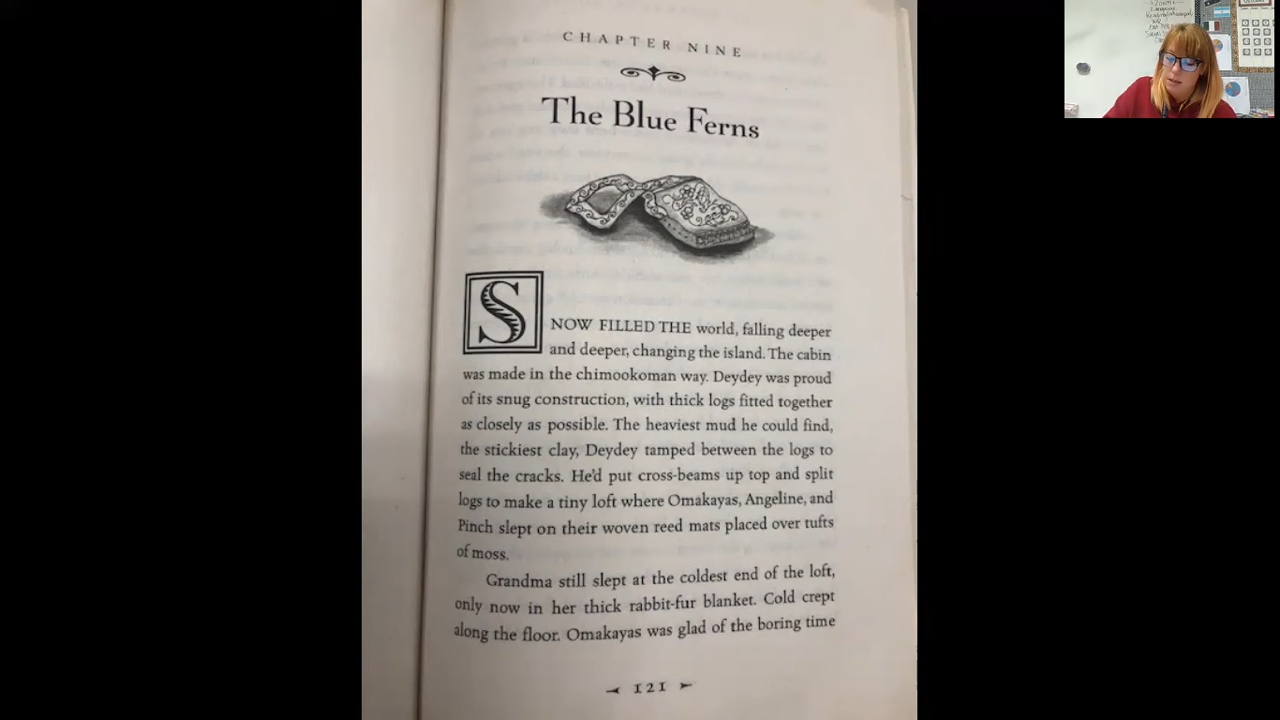 CHAPTER NINE
The Blue Ferns
SNOW FILLED THE world, falling deeper
and deeper, changing the island. The cabin
was made in the chimookoman way. Deydey was proud
of its snug construction, with thick logs fitted together
as closely as possible. The heaviest mud he could find,
the stickiest clay, Deydey tamped between the logs to
seal the cracks. He'd put cross-beams up top and split
logs to make a tiny loft where Omakayas, Angeline, and
Pinch slept on their woven reed mats placed over tufts
of moss.
Grandma still slept at the coldest end of the loft,
only now in her thick rabbit-fur blanket. Cold crept
along the floor. Omakayas was glad of the boring time
121